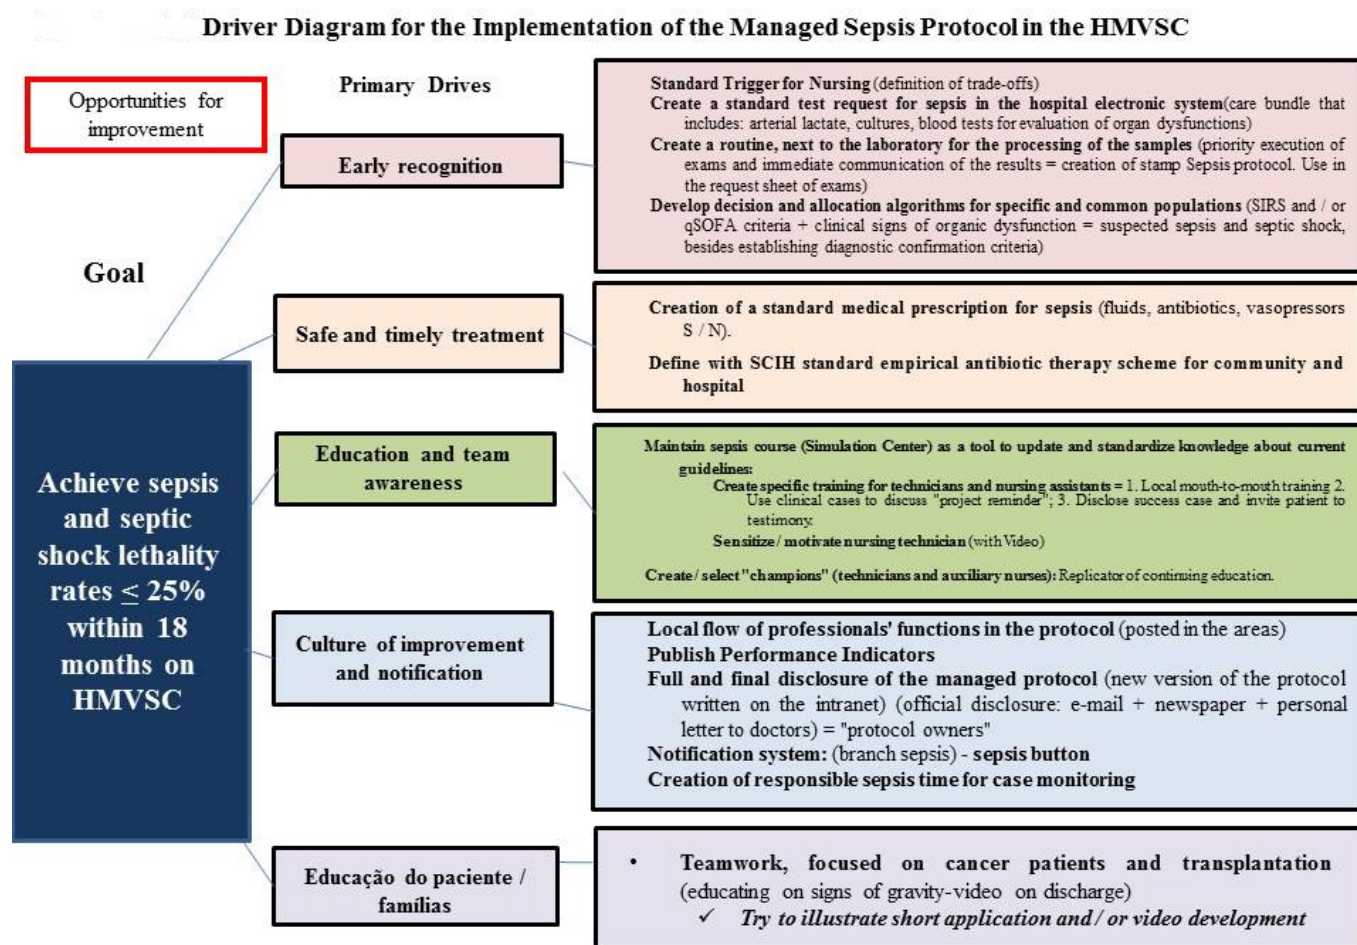 Driver Diagram for the Implementation of the Managed Sepsis Protocol in the HMVSC
Opportunities for
improvement
Primary Drives
Goal
Achieve sepsis
and septic
shock lethality
rates ≤ 25%
within 18
months on
HMVSC
Early recognition
Standard Trigger for Nursing (definition of trade-offs)
Create a standard test request for sepsis in the hospital electronic system(care bundle that
includes: arterial lactate, cultures, blood tests for evaluation of organ dysfunctions)
Create a routine, next to the laboratory for the processing of the samples (priority execution of
exams and immediate communication of the results = creation of stamp Sepsis protocol. Use in
the request sheet of exams)
Develop decision and allocation algorithms for specific and common populations (SIRS and / or
qSOFA criteria + clinical signs of organic dysfunction = suspected sepsis and septic shock,
besides establishing diagnostic confirmation criteria)
Safe and timely treatment
Creation of a standard medical prescription for sepsis (fluids, antibiotics, vasopressors
S / N).
Define with SCIH standard empirical antibiotic therapy scheme for community and
hospital
Education and team
awareness
Maintain sepsis course (Simulation Center) as a tool to update and standardize knowledge about current
guidelines:
Create specific training for technicians and nursing assistants = 1. Local mouth-to-mouth training 2.
Use clinical cases to discuss "project reminder"; 3. Disclose success case and invite patient to
testimony.
Sensitize / motivate nursing technician (with Video)
Create / select "champions" (technicians and auxiliary nurses): Replicator of continuing education.
Culture of improvement
and notification
Local flow of professionals' functions in the protocol (posted in the areas)
Publish Performance Indicators
Full and final disclosure of the managed protocol (new version of the protocol
written on the intranet) (official disclosure: e-mail + newspaper + personal
letter to doctors) = "protocol owners"
Notification system: (branch sepsis) - sepsis button
Creation of responsible sepsis time for case monitoring
Educação do paciente /
famílias
• Teamwork, focused on cancer patients and transplantation
(educating on signs of gravity-video on discharge)
✓ Try to illustrate short application and / or video development